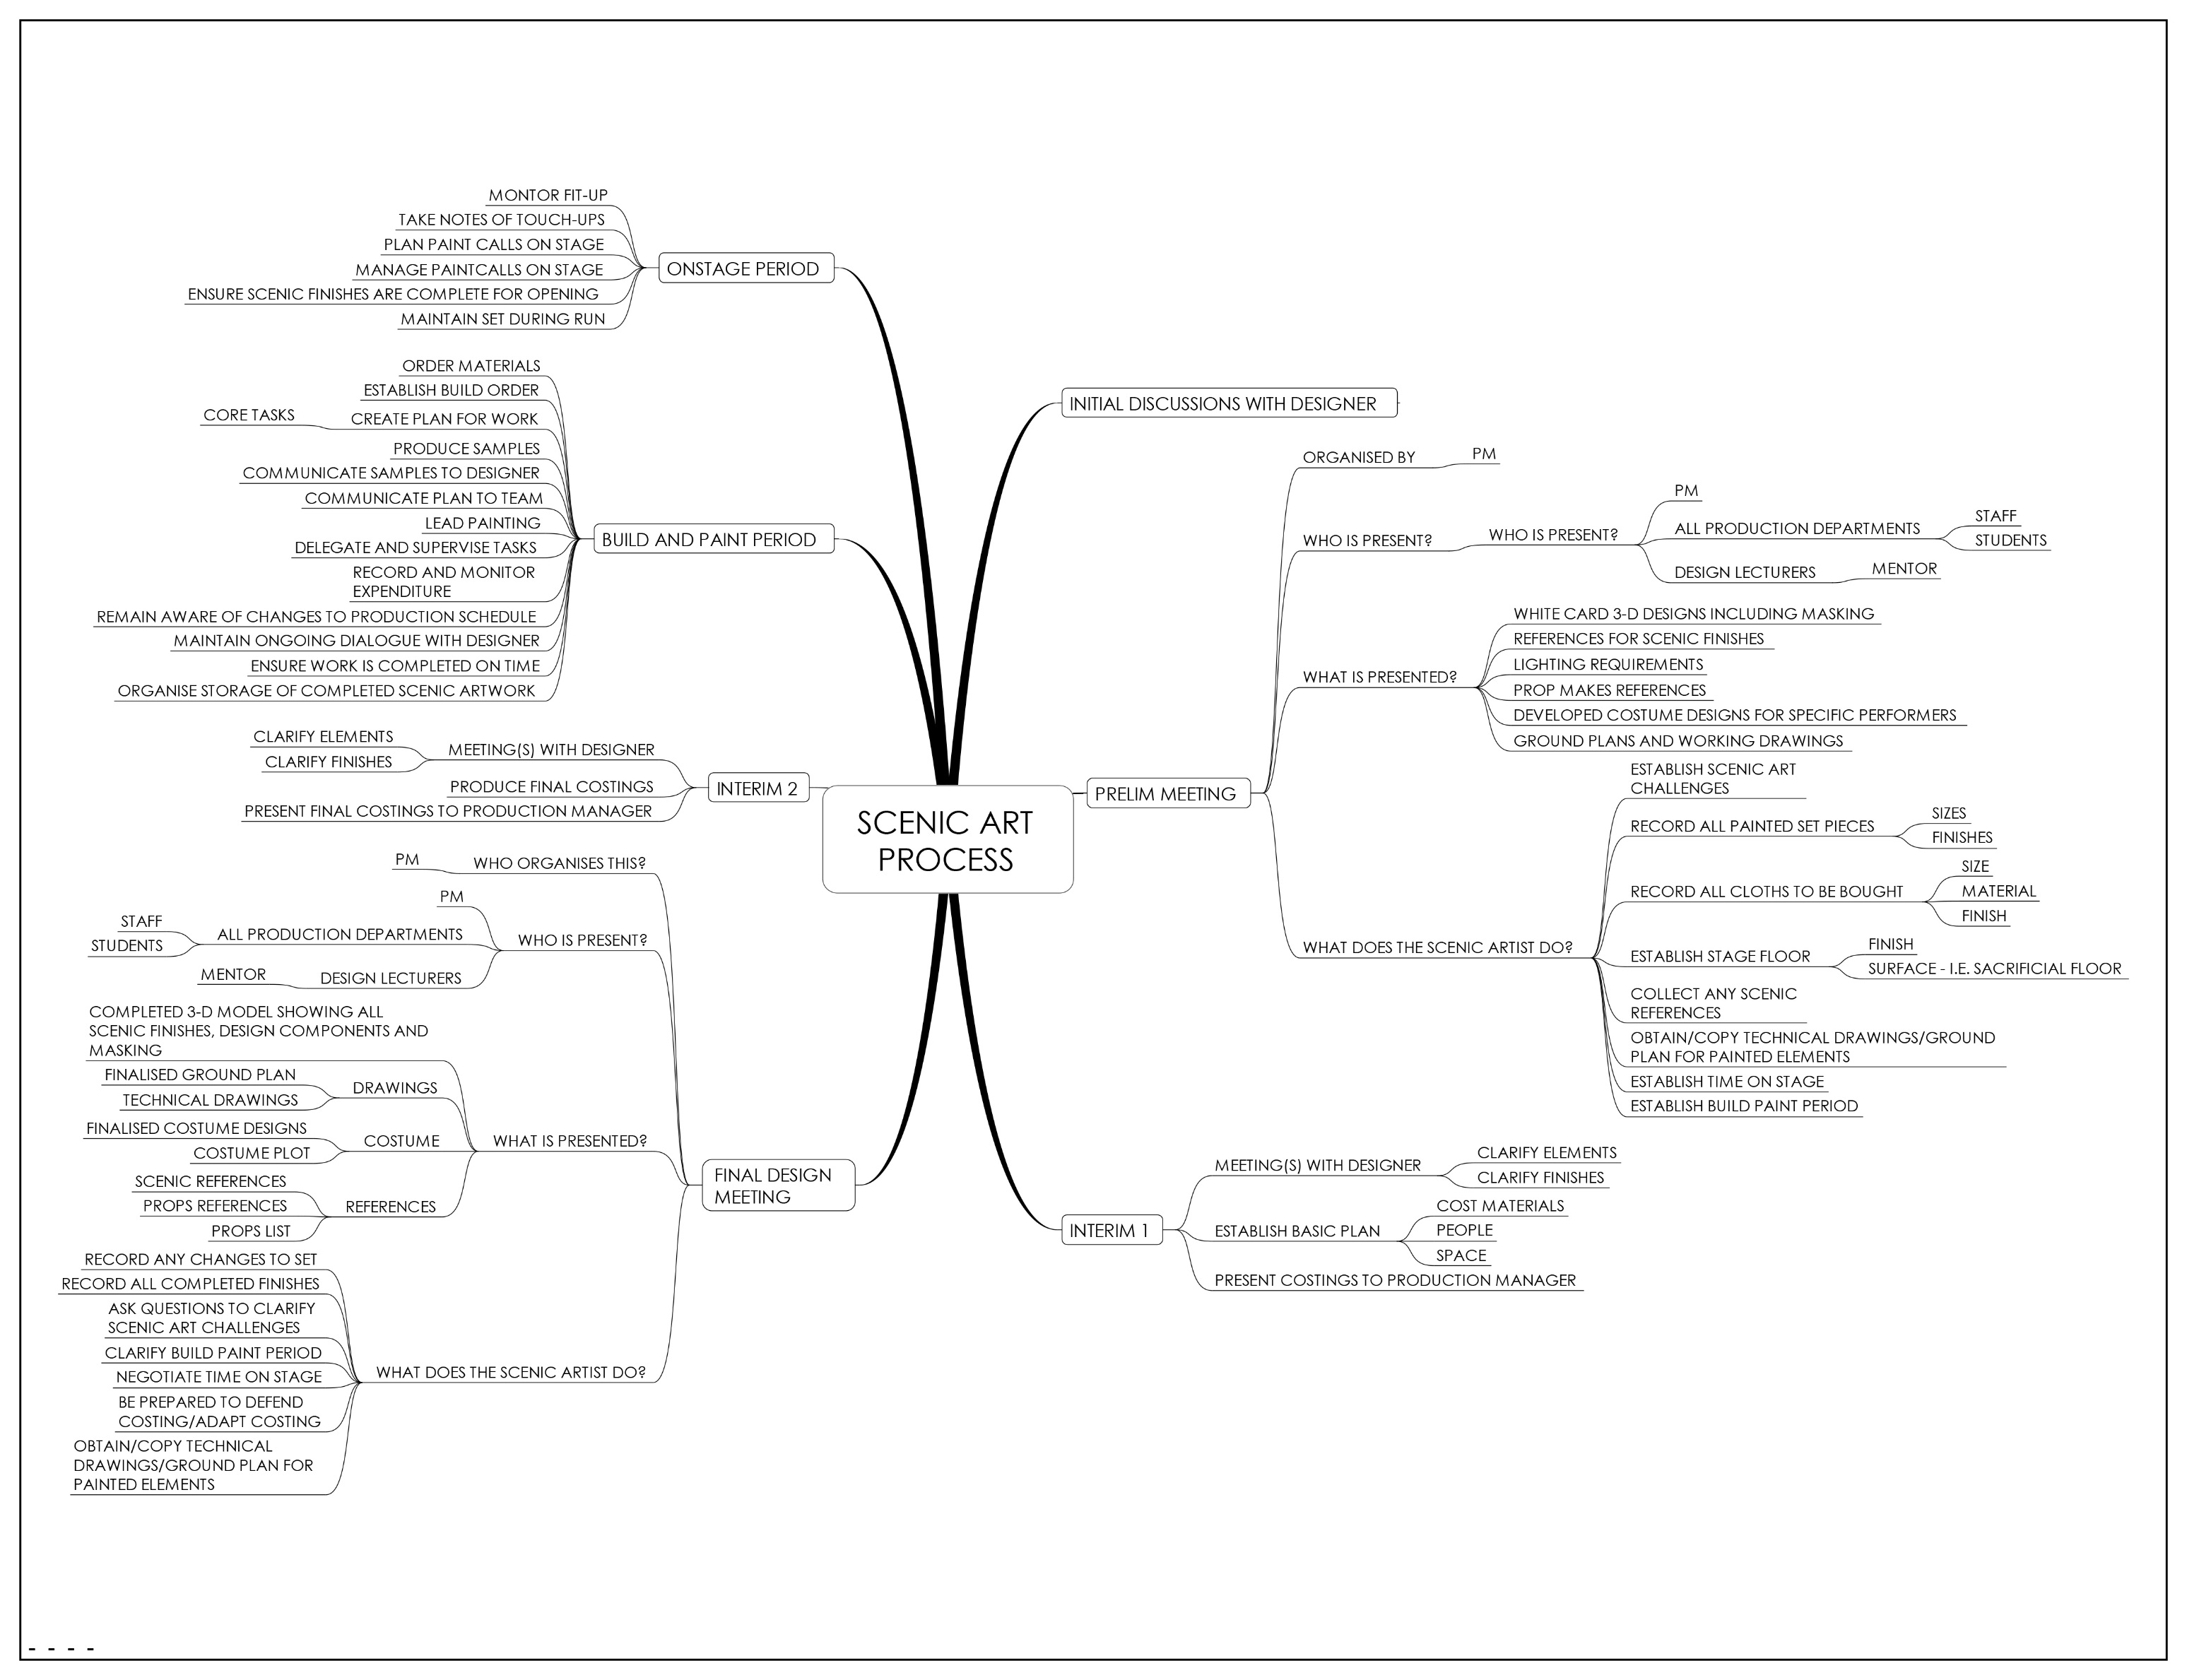 SCENIC ART
PROCESS
INITIAL DISCUSSIONS WITH DESIGNER
PRELIM MEETING
ORGANISED BY
PM
WHO IS PRESENT?
WHO IS PRESENT?
PM
ALL PRODUCTION DEPARTMENTS
STAFF
STUDENTS
DESIGN LECTURERS
MENTOR
WHAT IS PRESENTED?
WHITE CARD 3-D DESIGNS INCLUDING MASKING
REFERENCES FOR SCENIC FINISHES
LIGHTING REQUIREMENTS
PROP MAKES REFERENCES
DEVELOPED COSTUME DESIGNS FOR SPECIFIC PERFORMERS
GROUND PLANS AND WORKING DRAWINGS
WHAT DOES THE SCENIC ARTIST DO?
ESTABLISH SCENIC ART
CHALLENGES
RECORD ALL PAINTED SET PIECES
SIZES
FINISHES
RECORD ALL CLOTHS TO BE BOUGHT
SIZE
MATERIAL
FINISH
ESTABLISH STAGE FLOOR
FINISH
SURFACE - I.E. SACRIFICIAL FLOOR
COLLECT ANY SCENIC
REFERENCES
OBTAIN/COPY TECHNICAL DRAWINGS/GROUND
PLAN FOR PAINTED ELEMENTS
ESTABLISH TIME ON STAGE
ESTABLISH BUILD PAINT PERIOD
INTERIM 1
MEETING(S) WITH DESIGNER
CLARIFY ELEMENTS
CLARIFY FINISHES
ESTABLISH BASIC PLAN
COST MATERIALS
PEOPLE
SPACE
PRESENT COSTINGS TO PRODUCTION MANAGER
FINAL DESIGN
MEETING
WHO ORGANISES THIS?
PM
WHO IS PRESENT?
PM
ALL PRODUCTION DEPARTMENTS
STAFF
STUDENTS
DESIGN LECTURERS
MENTOR
WHAT IS PRESENTED?
COMPLETED 3-D MODEL SHOWING ALL
SCENIC FINISHES, DESIGN COMPONENTS AND
MASKING
DRAWINGS
FINALISED GROUND PLAN
TECHNICAL DRAWINGS
COSTUME
FINALISED COSTUME DESIGNS
COSTUME PLOT
REFERENCES
SCENIC REFERENCES
PROPS REFERENCES
PROPS LIST
WHAT DOES THE SCENIC ARTIST DO?
RECORD ANY CHANGES TO SET
RECORD ALL COMPLETED FINISHES
ASK QUESTIONS TO CLARIFY
SCENIC ART CHALLENGES
CLARIFY BUILD PAINT PERIOD
NEGOTIATE TIME ON STAGE
BE PREPARED TO DEFEND
COSTING/ADAPT COSTING
OBTAIN/COPY TECHNICAL
DRAWINGS/GROUND PLAN FOR
PAINTED ELEMENTS
INTERIM 2
MEETING(S) WITH DESIGNER
CLARIFY ELEMENTS
CLARIFY FINISHES
PRODUCE FINAL COSTINGS
PRESENT FINAL COSTINGS TO PRODUCTION MANAGER
BUILD AND PAINT PERIOD
ORDER MATERIALS
ESTABLISH BUILD ORDER
CREATE PLAN FOR WORK
CORE TASKS
PRODUCE SAMPLES
COMMUNICATE SAMPLES TO DESIGNER
COMMUNICATE PLAN TO TEAM
LEAD PAINTING
DELEGATE AND SUPERVISE TASKS
RECORD AND MONITOR
EXPENDITURE
REMAIN AWARE OF CHANGES TO PRODUCTION SCHEDULE
MAINTAIN ONGOING DIALOGUE WITH DESIGNER
ENSURE WORK IS COMPLETED ON TIME
ORGANISE STORAGE OF COMPLETED SCENIC ARTWORK
ONSTAGE PERIOD
MONTOR FIT-UP
TAKE NOTES OF TOUCH-UPS
PLAN PAINT CALLS ON STAGE
MANAGE PAINTCALLS ON STAGE
ENSURE SCENIC FINISHES ARE COMPLETE FOR OPENING
MAINTAIN SET DURING RUN
- - - -